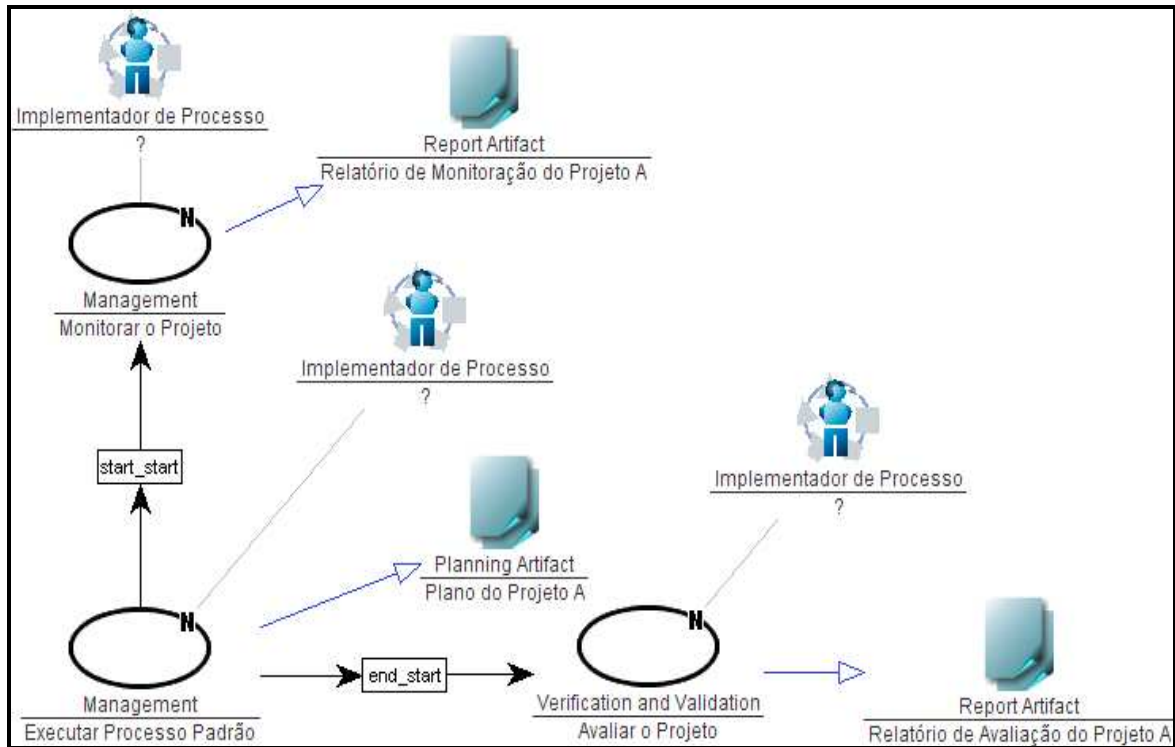 Implementador de Processo
?
Report Artifact
Relatório de Monitoração do Projeto A
N
Management
Monitorar o Projeto
Implementador de Processo
?
start_start
Implementador de Processo
?
Planning Artifact
Plano do Projeto A
N
N
end_start
Management
Executar Processo Padrão
Verification and Validation
Avaliar o Projeto
Report Artifact
Relatório de Avaliação do Projeto A